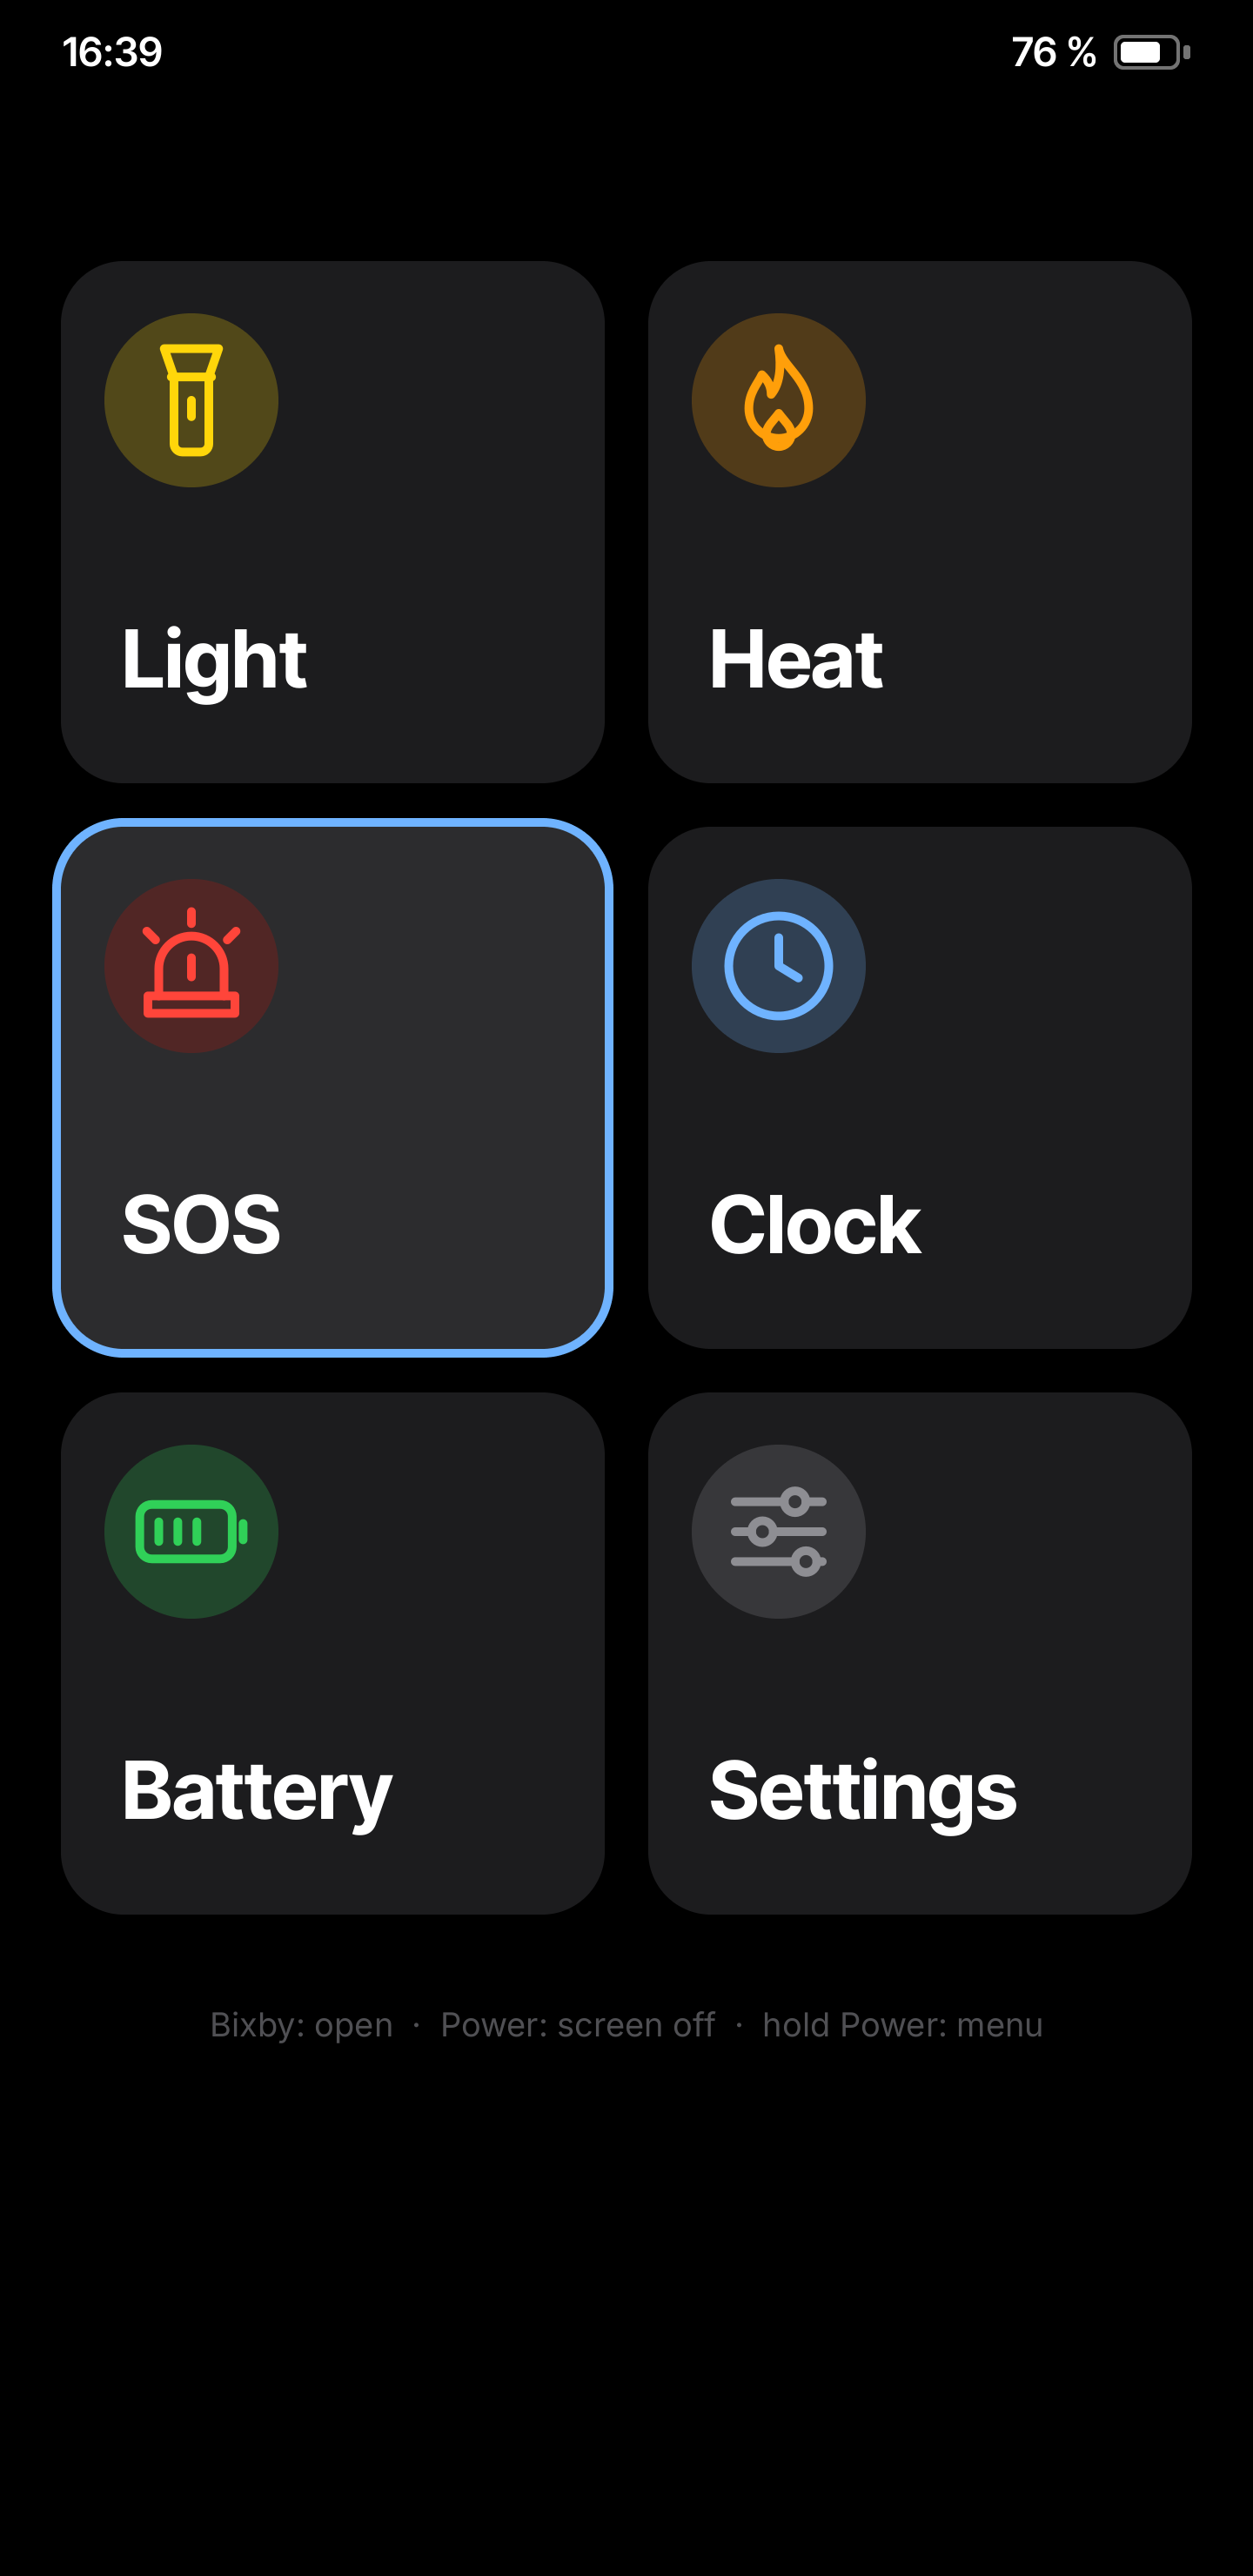 16:39 76 %
Light Heat
SOS Clock
Battery Settings
Bixby: open · Power: screen off · hold Power: menu